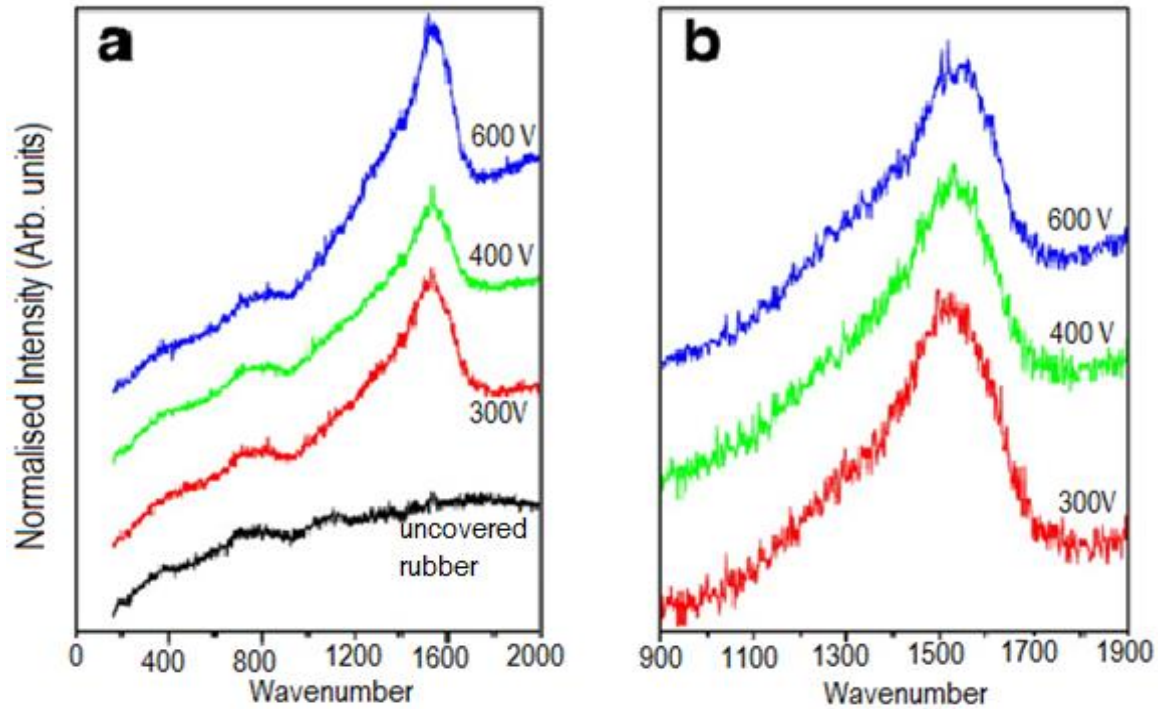 Normalised Intensity (Arb. units)
a
600 V
400 V
300V
uncovered
rubber
0 400 800 1200 1600 2000
Wavenumber
b
600 V
400 V
300V
900 1100 1300 1500 1700 1900
Wavenumber